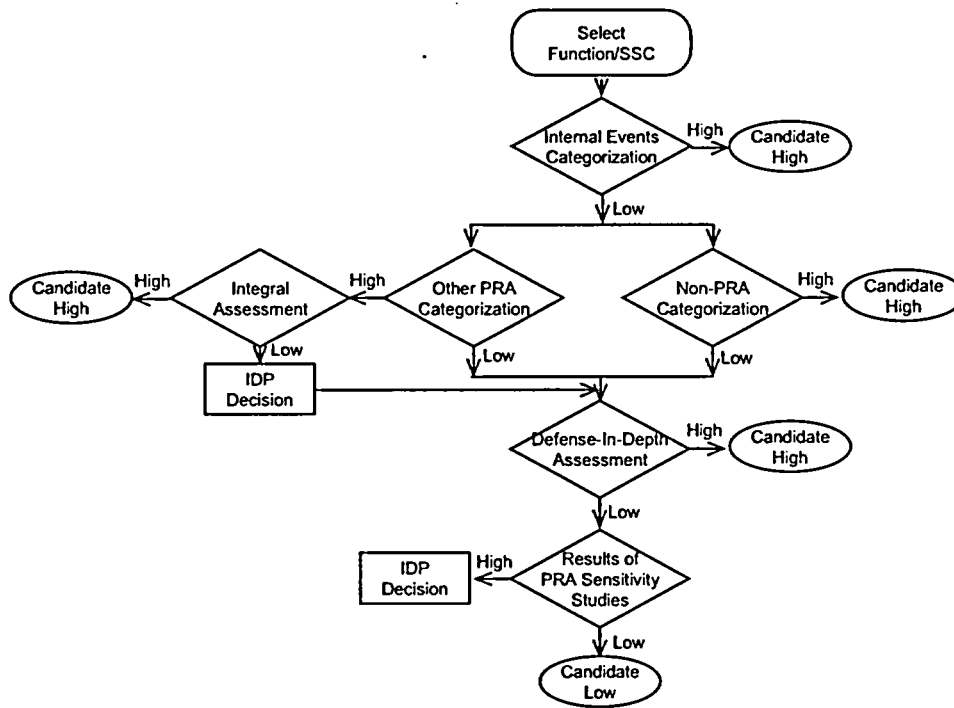 Select
Function/SSC
Internal Events
Categorization
High
Candidate
High
Low
Candidate
High
High
Integral
Assessment
High
Other PRA
Categorization
Non-PRA
Categorization
High
Candidate
High
Low
Low
Low
IDP
Decision
Defense-In-Depth
Assessment
High
Candidate
High
Low
IDP
Decision
High
Results of
PRA Sensitivity
Studies
Low
Candidate
Low